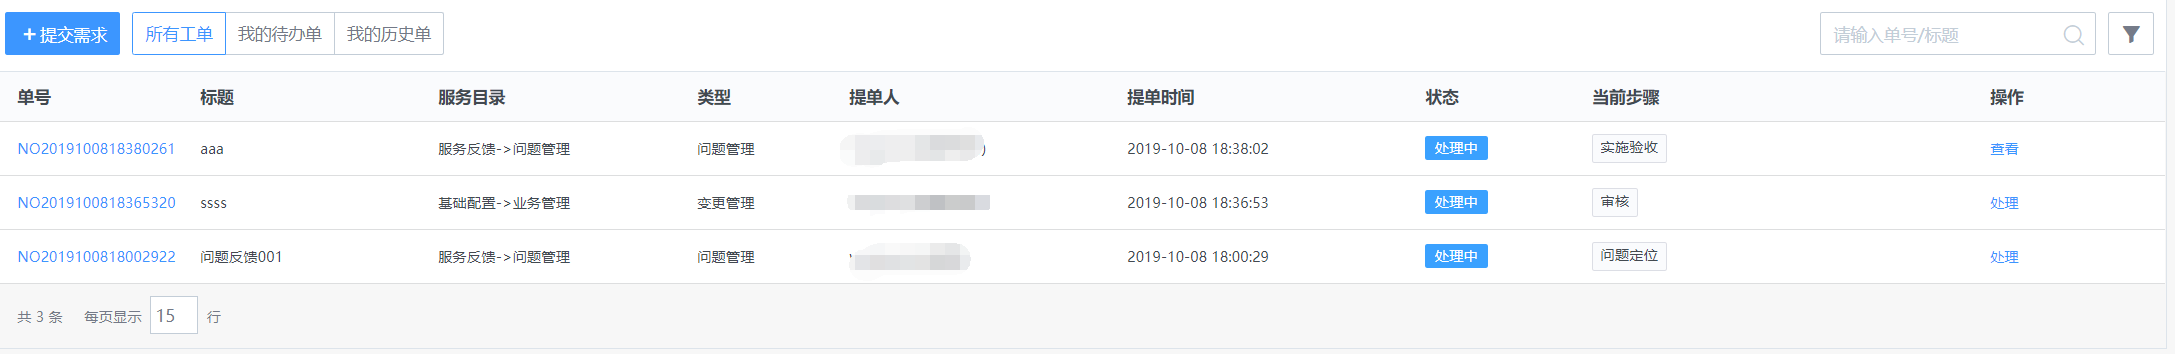 + 提交需求 所有工单 我的待办单 我的历史单 请输入单号/标题
单号 标题 服务目录 类型 提单人 提单时间 状态 当前步骤 操作
NO2019100818380261 aaa 服务反馈->问题管理 问题管理 ) 2019-10-08 18:38:02 处理中 实施验收 查看
NO2019100818365320 ssss 基础配置->业务管理 变更管理 2019-10-08 18:36:53 处理中 审核 处理
NO2019100818002922 问题反馈001 服务反馈->问题管理 问题管理 2019-10-08 18:00:29 处理中 问题定位 处理
共 3 条 每页显示 15 行